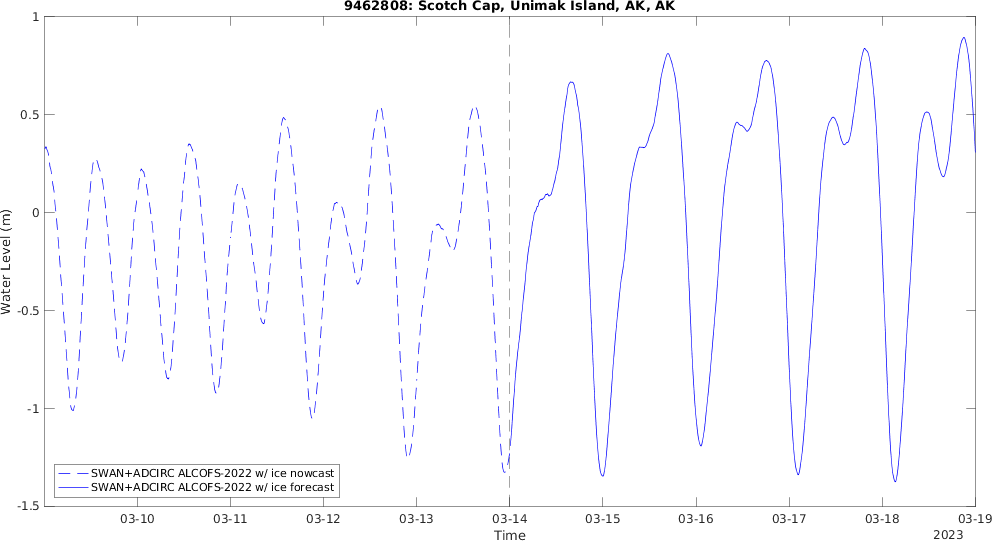 9462808: Scotch Cap, Unimak Island, AK, AK
1
0.5
0
-0.5
-1
-1.5
Water Level (m)
SWAN+ADCIRC ALCOFS-2022 w/ ice nowcast
SWAN+ADCIRC ALCOFS-2022 w/ ice forecast
03-10 03-11 03-12 03-13 03-14 03-15 03-16 03-17 03-18 03-19
Time
2023